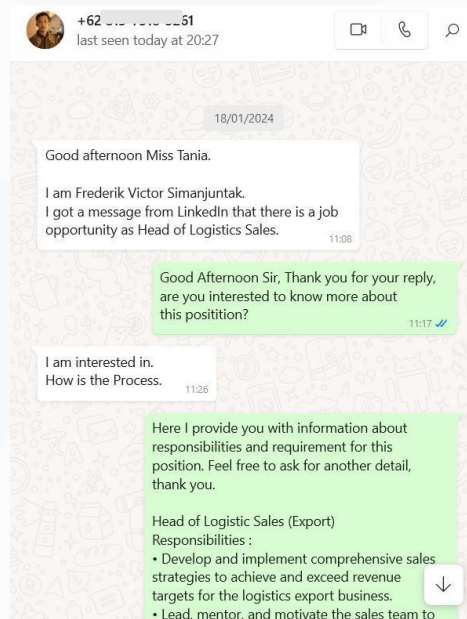 +62 61
last seen today at 20:27
18/01/2024
Good afternoon Miss Tania.
I am Frederik Victor Simanjuntak.
I got a message from LinkedIn that there is a job
opportunity as Head of Logistics Sales.
11:08
Good Afternoon Sir, Thank you for your reply,
are you interested to know more about
this positition?
11:17
I am interested in.
How is the Process.
11:26
Here I provide you with information about
responsibilities and requirement for this
position. Feel free to ask for another detail,
thank you.
Head of Logistic Sales (Export)
Responsibilities :
• Develop and implement comprehensive sales
strategies to achieve and exceed revenue
targets for the logistics export business.
• Lead, mentor, and motivate the sales team to